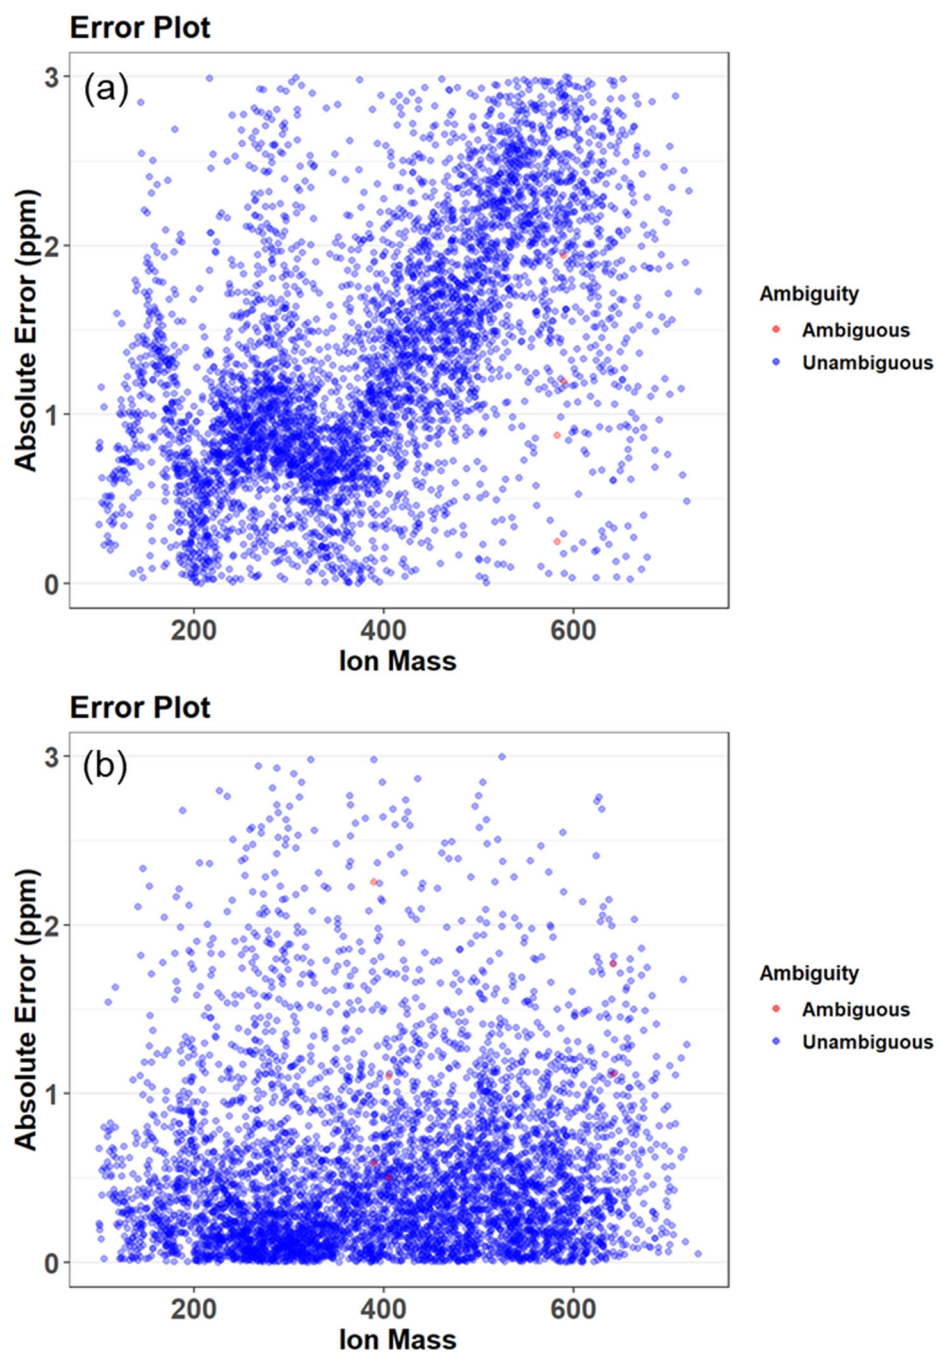 Error Plot
(a)
3
2
1
0
Absolute Error (ppm)
200 400 600
Ion Mass
Ambiguity
Ambiguous
Unambiguous
Error Plot
(b)
3
2
1
0
Absolute Error (ppm)
200 400 600
Ion Mass
Ambiguity
Ambiguous
Unambiguous